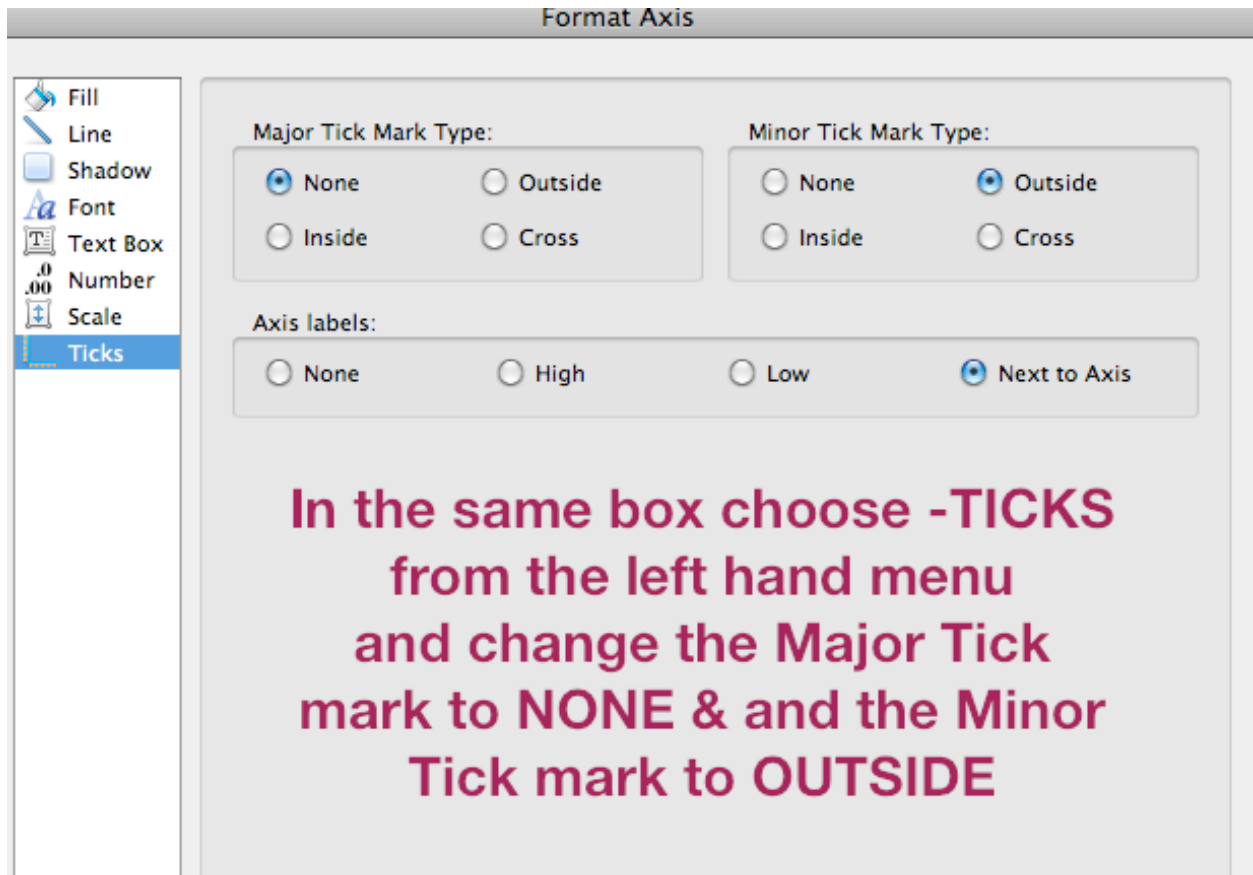 Format Axis
Fill
Line
Shadow
Font
Text Box
Number
Scale
Ticks
Major Tick Mark Type:
None
Outside
Inside
Cross
Minor Tick Mark Type:
None
Outside
Inside
Cross
Axis labels:
None
High
Low
Next to Axis
In the same box choose -TICKS
from the left hand menu
and change the Major Tick
mark to NONE & and the Minor
Tick mark to OUTSIDE